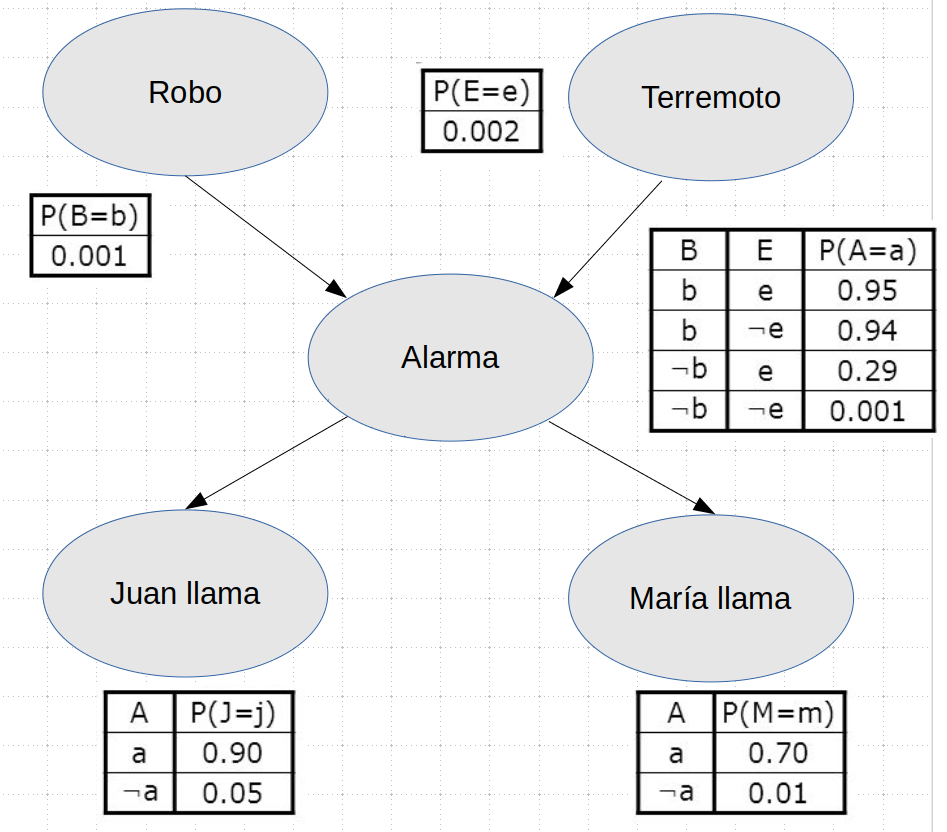 Robo
P(E=e)
0.002
Terremoto
P(B=b)
0.001
B E P(A=a)
b e 0.95
b ¬e 0.94
¬b e 0.29
¬b ¬e 0.001
Alarma
Juan llama
María llama
A P(J=j)
a 0.90
¬a 0.05
A P(M=m)
a 0.70
¬a 0.01